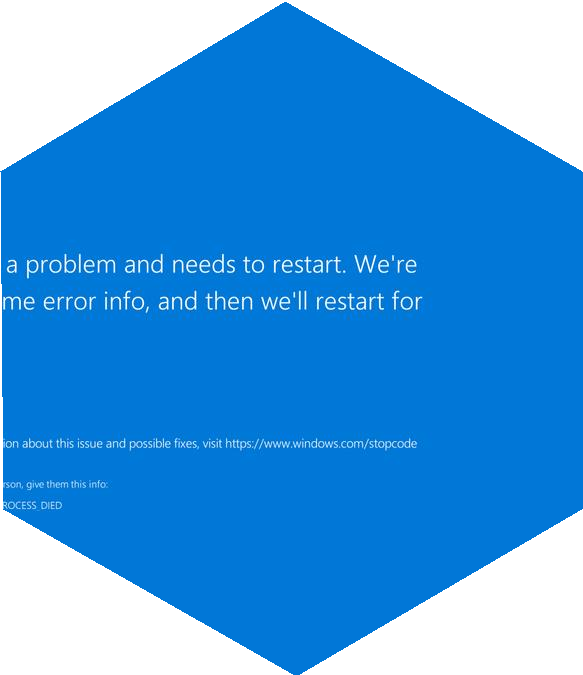 a problem and needs to restart. We're
me error info, and then we'll restart for
ion about this issue and possible fixes, visit https://www.windows.com/stopcode
rson, give them this info:
ROCESS_DIED